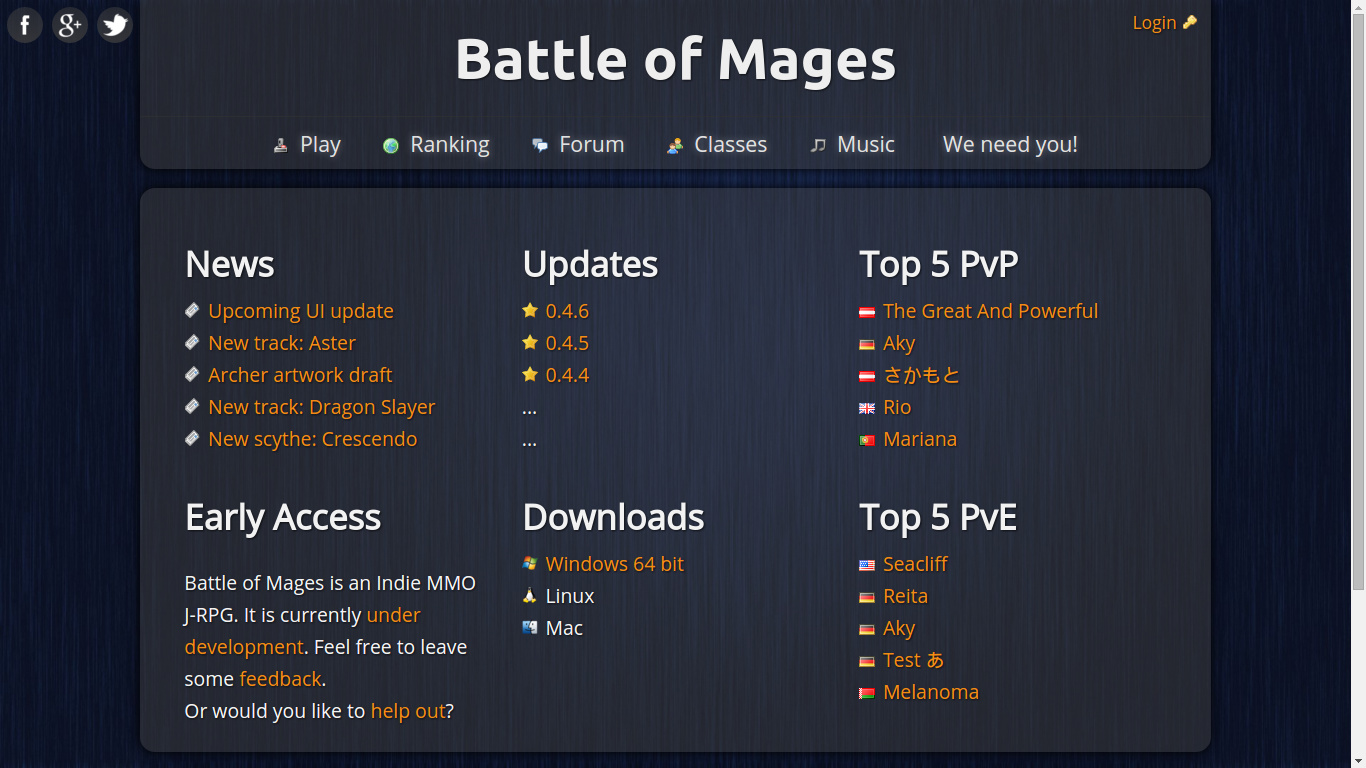 Login
Battle of Mages
Play Ranking Forum Classes Music We need you!
News
Upcoming UI update
New track: Aster
Archer artwork draft
New track: Dragon Slayer
New scythe: Crescendo
Updates
0.4.6
0.4.5
0.4.4
...
...
Top 5 PvP
The Great And Powerful
Aky
さかもと
Rio
Mariana
Early Access
Battle of Mages is an Indie MMO
J-RPG. It is currently under
development. Feel free to leave
some feedback.
Or would you like to help out?
Downloads
Windows 64 bit
Linux
Mac
Top 5 PvE
Seacliff
Reita
Aky
Test あ
Melanoma